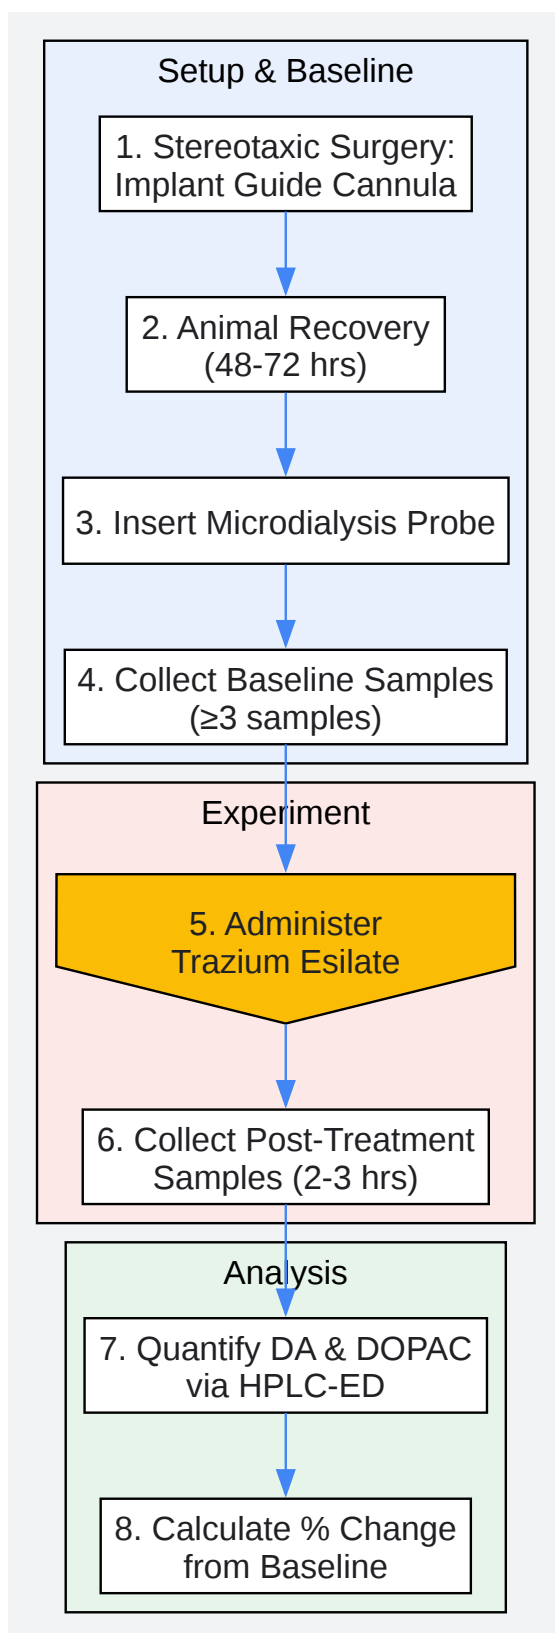 Setup & Baseline
1. Stereotaxic Surgery:
Implant Guide Cannula
2. Animal Recovery
(48-72 hrs)
3. Insert Microdialysis Probe
4. Collect Baseline Samples
(≥3 samples)
Experiment
5. Administer
Trazium Esilate
6. Collect Post-Treatment
Samples (2-3 hrs)
Analysis
7. Quantify DA & DOPAC
via HPLC-ED
8. Calculate % Change
from Baseline